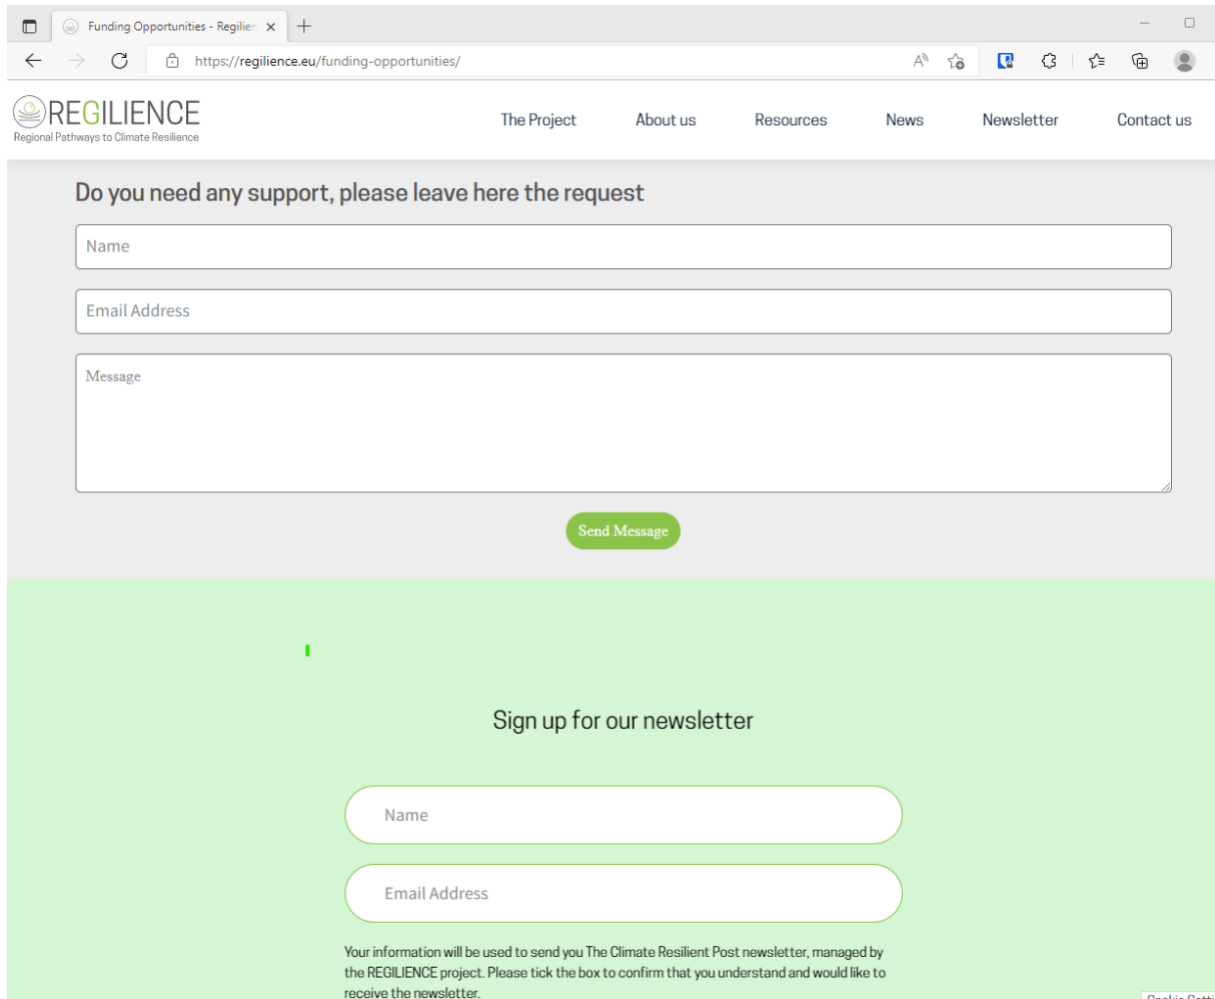 Funding Opportunities - Regilien
https://regilience.eu/funding-opportunities/
REGILIENCE
Regional Pathways to Climate Resilience
The Project
About us
Resources
News
Newsletter
Contact us
Do you need any support, please leave here the request
Name
Email Address
Message
Send Message
Sign up for our newsletter
Name
Email Address
Your information will be used to send you The Climate Resilient Post newsletter, managed by
the REGILIENCE project. Please tick the box to confirm that you understand and would like to
receive the newsletter.